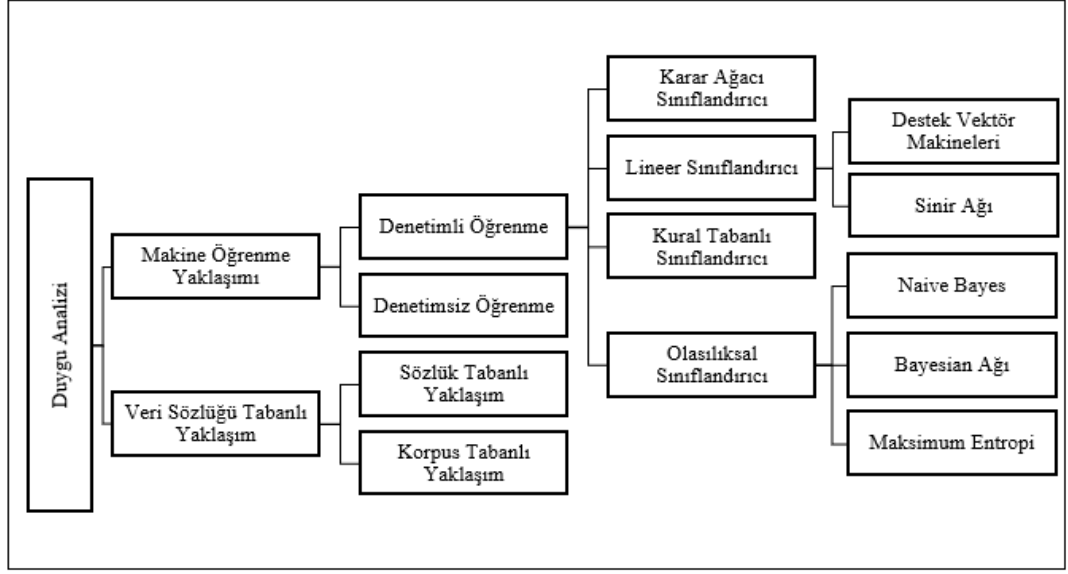 Duygu Analizi
Makine Öğrenme
Yaklaşımı
Veri Sözlüğü Tabanlı
Yaklaşım
Denetimli Öğrenme
Denetimsiz Öğrenme
Sözlük Tabanlı
Yaklaşım
Korpus Tabanlı
Yaklaşım
Karar Ağacı
Sınıflandırıcı
Lineer Sınıflandırıcı
Kural Tabanlı
Sınıflandırıcı
Olasılıksal
Sınıflandırıcı
Destek Vektör
Makineleri
Sinir Ağı
Naive Bayes
Bayesian Ağı
Maksimum Entropi